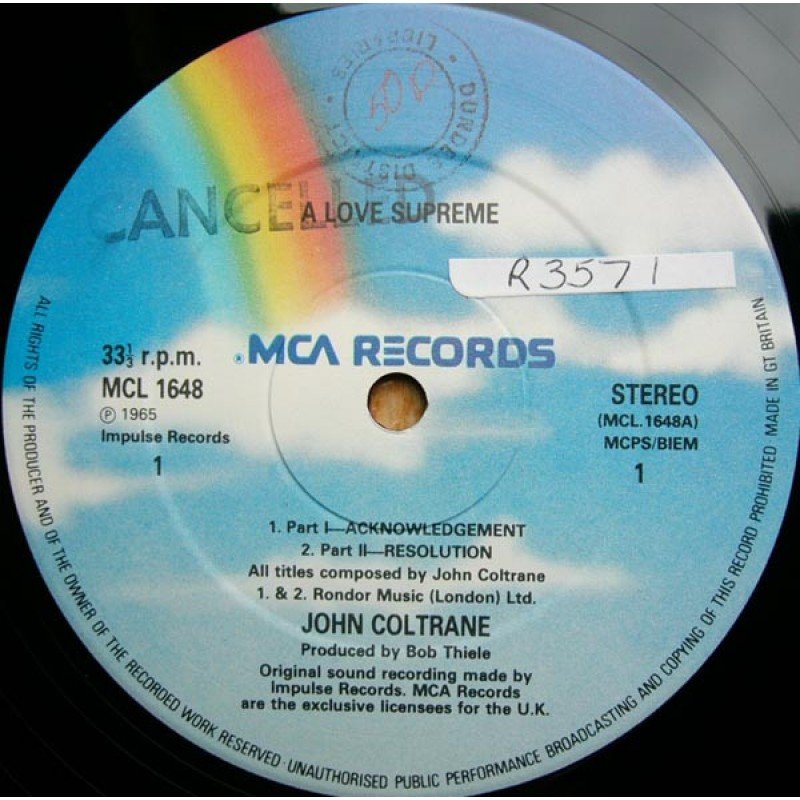 DUNDEE DISTRICT • LIBRARIES •
50p
CANCELLED
A LOVE SUPREME
R3571
33⅓ r.p.m.
MCL 1648
℗ 1965
Impulse Records
1
® MCA RECORDS
STEREO
(MCL.1648A)
MCPS/BIEM
1
1. Part I—ACKNOWLEDGEMENT
2. Part II—RESOLUTION
All titles composed by John Coltrane
1. & 2. Rondor Music (London) Ltd.
JOHN COLTRANE
Produced by Bob Thiele
Original sound recording made by
Impulse Records. MCA Records
are the exclusive licensees for the U.K.
ALL RIGHTS OF THE PRODUCER AND OF THE OWNER OF THE RECORDED WORK RESERVED · UNAUTHORISED PUBLIC PERFORMANCE BROADCASTING AND COPYING OF THIS RECORD PROHIBITED MADE IN GT BRITAIN